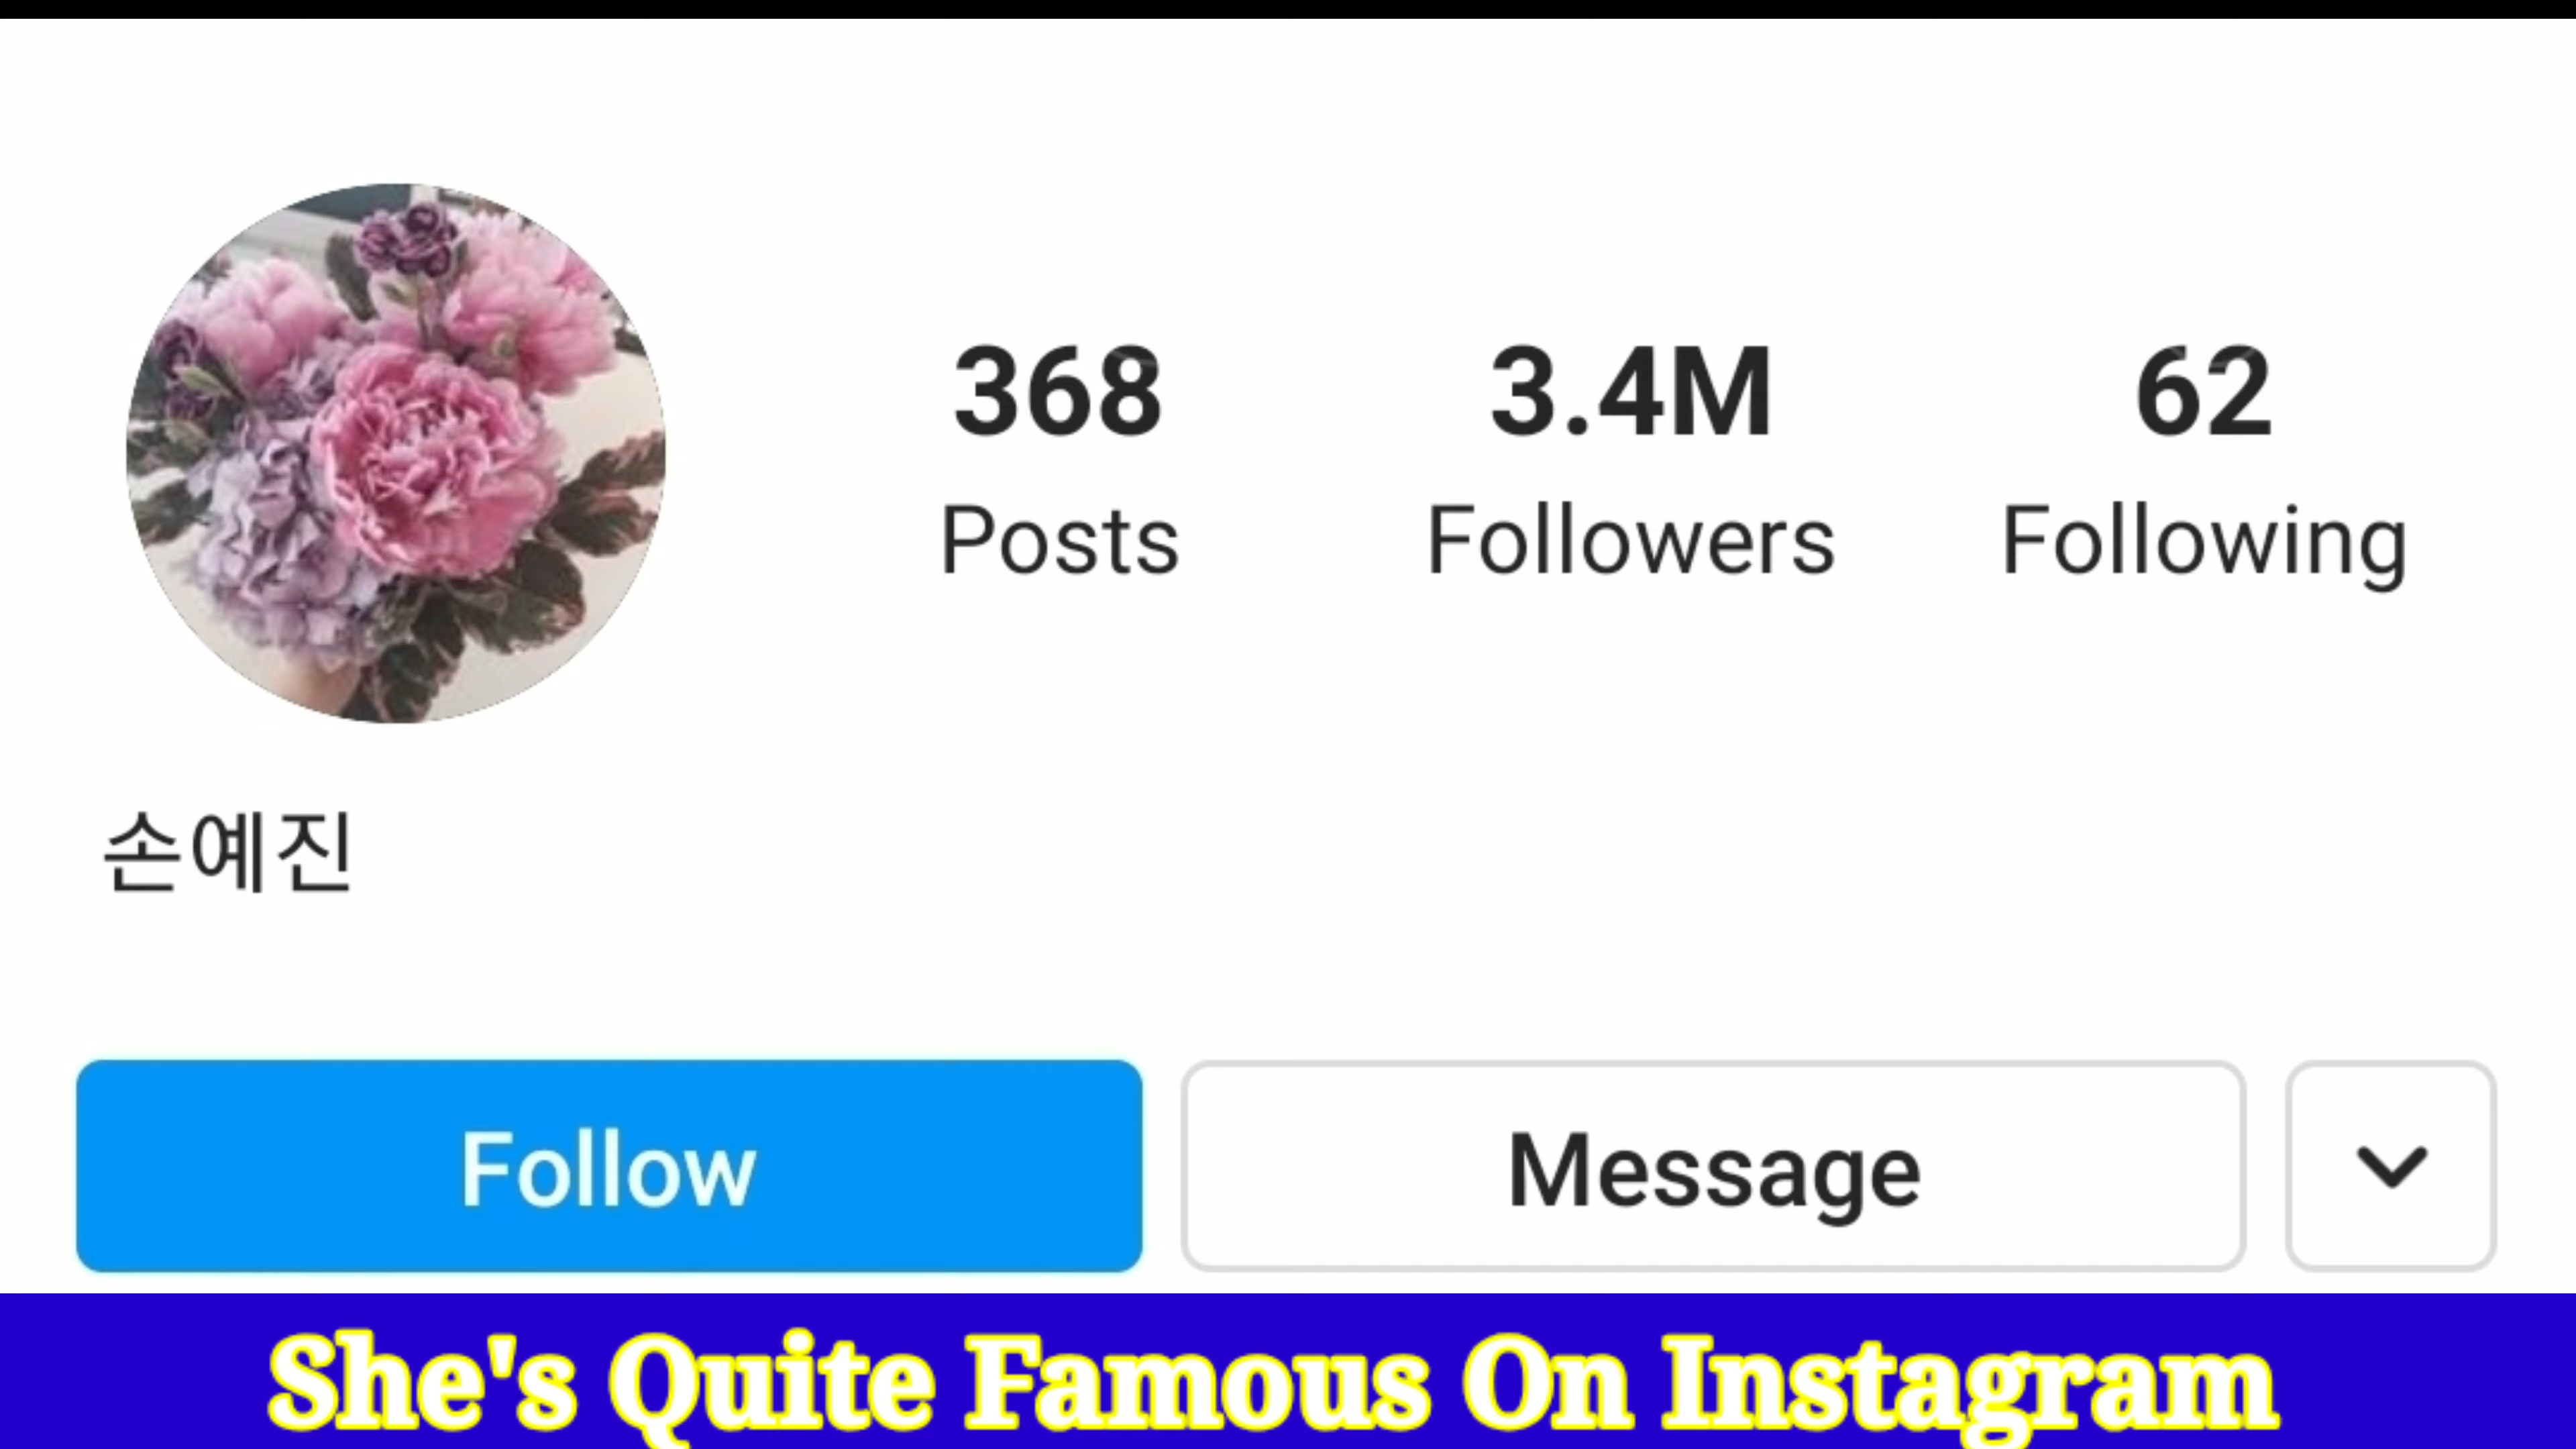 368 3.4M 62
Posts Followers Following
손예진
Follow Message
She's Quite Famous On Instagram